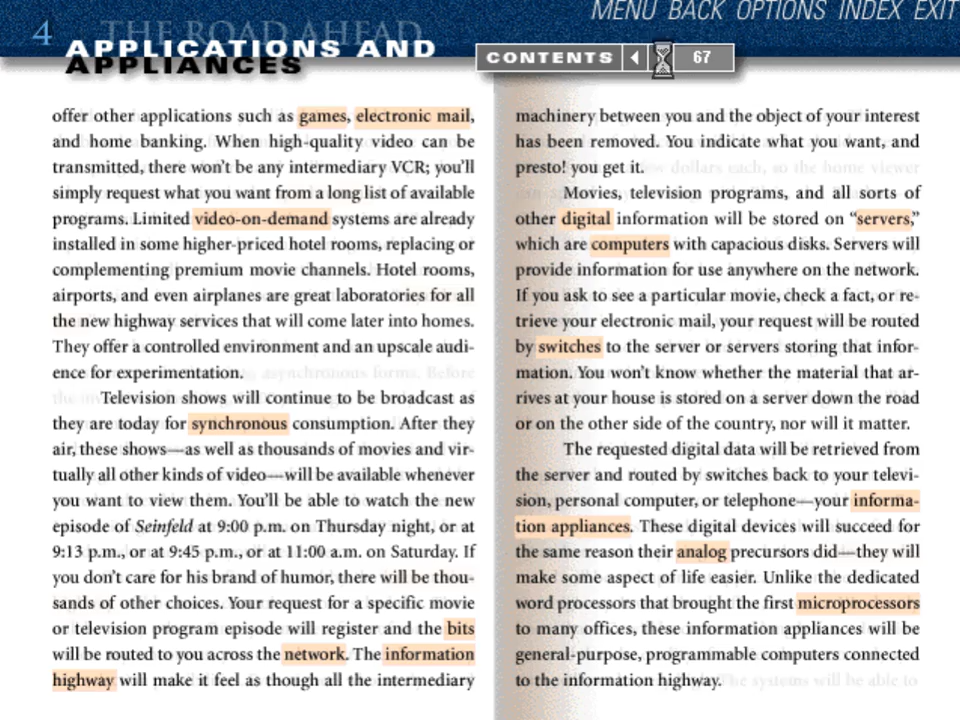 MENU BACK OPTIONS INDEX EXIT
4
THE ROAD AHEAD
APPLICATIONS AND
APPLIANCES
CONTENTS
67
offer other applications such as games, electronic mail,
and home banking. When high-quality video can be
transmitted, there won't be any intermediary VCR; you'll
simply request what you want from a long list of available
programs. Limited video-on-demand systems are already
installed in some higher-priced hotel rooms, replacing or
complementing premium movie channels. Hotel rooms,
airports, and even airplanes are great laboratories for all
the new highway services that will come later into homes.
They offer a controlled environment and an upscale audi-
ence for experimentation.
Television shows will continue to be broadcast as
they are today for synchronous consumption. After they
air, these shows—as well as thousands of movies and vir-
tually all other kinds of video—will be available whenever
you want to view them. You'll be able to watch the new
episode of Seinfeld at 9:00 p.m. on Thursday night, or at
9:13 p.m., or at 9:45 p.m., or at 11:00 a.m. on Saturday. If
you don't care for his brand of humor, there will be thou-
sands of other choices. Your request for a specific movie
or television program episode will register and the bits
will be routed to you across the network. The information
highway will make it feel as though all the intermediary
machinery between you and the object of your interest
has been removed. You indicate what you want, and
presto! you get it.
Movies, television programs, and all sorts of
other digital information will be stored on “servers,”
which are computers with capacious disks. Servers will
provide information for use anywhere on the network.
If you ask to see a particular movie, check a fact, or re-
trieve your electronic mail, your request will be routed
by switches to the server or servers storing that infor-
mation. You won't know whether the material that ar-
rives at your house is stored on a server down the road
or on the other side of the country, nor will it matter.
The requested digital data will be retrieved from
the server and routed by switches back to your televi-
sion, personal computer, or telephone—your informa-
tion appliances. These digital devices will succeed for
the same reason their analog precursors did—they will
make some aspect of life easier. Unlike the dedicated
word processors that brought the first microprocessors
to many offices, these information appliances will be
general-purpose, programmable computers connected
to the information highway.